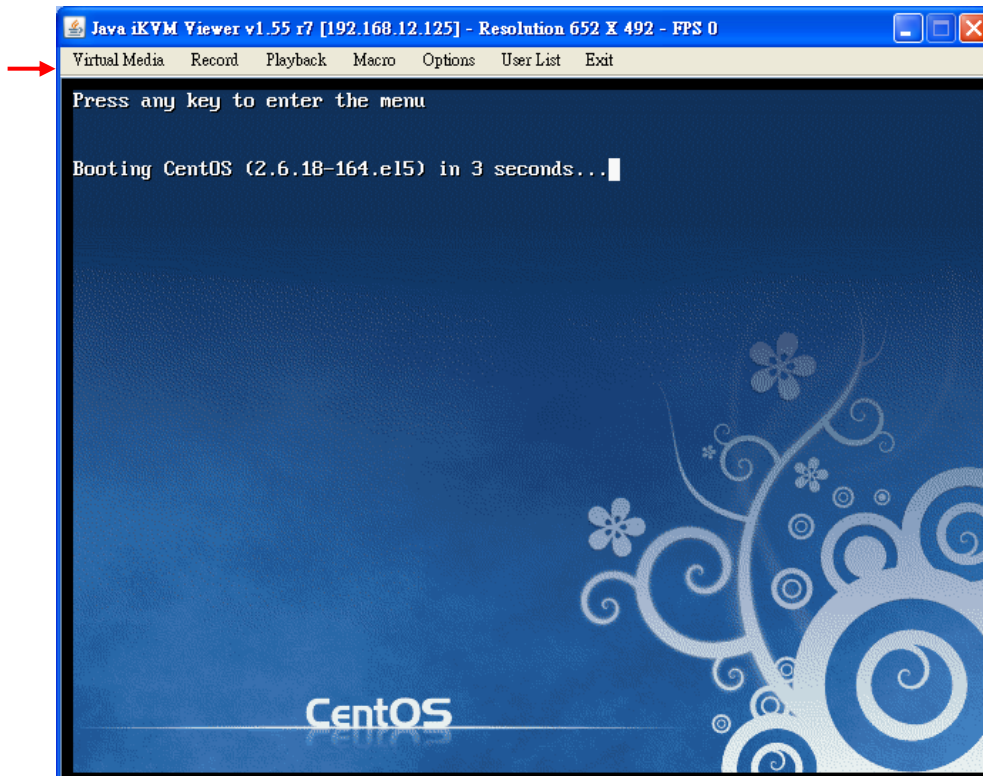 Java iKVM Viewer v1.55 r7 [192.168.12.125] - Resolution 652 X 492 - FPS 0
Virtual Media Record Playback Macro Options User List Exit
Press any key to enter the menu
Booting CentOS (2.6.18-164.el5) in 3 seconds...
CentOS